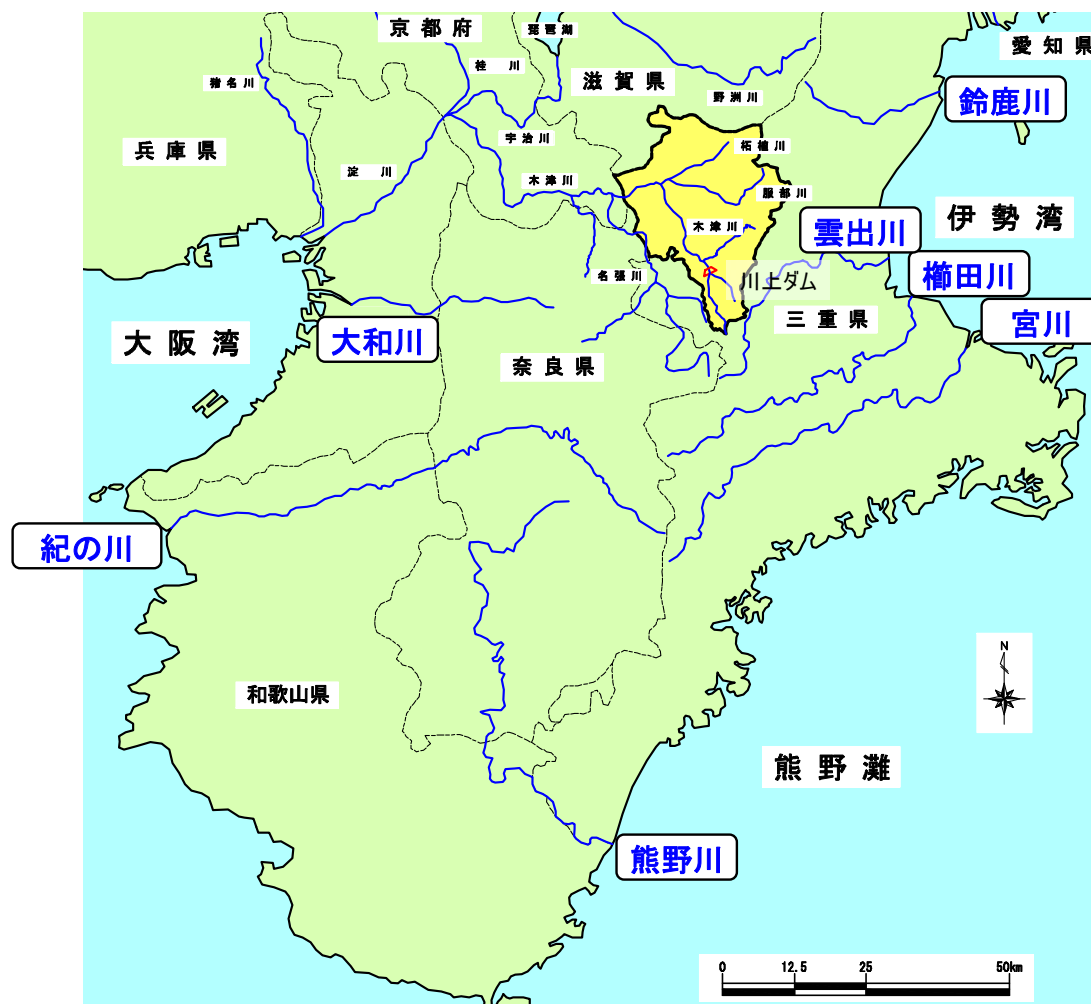 京都府
琵琶湖
愛知県
桂川
滋賀県
猪名川
野洲川
鈴鹿川
兵庫県
宇治川
柘植川
淀川
木津川
服部川
伊勢湾
木津川
雲出川
名張川
川上ダム
櫛田川
三重県
宮川
大阪湾
大和川
奈良県
紀の川
N
和歌山県
熊野灘
熊野川
0 12.5 25 50km